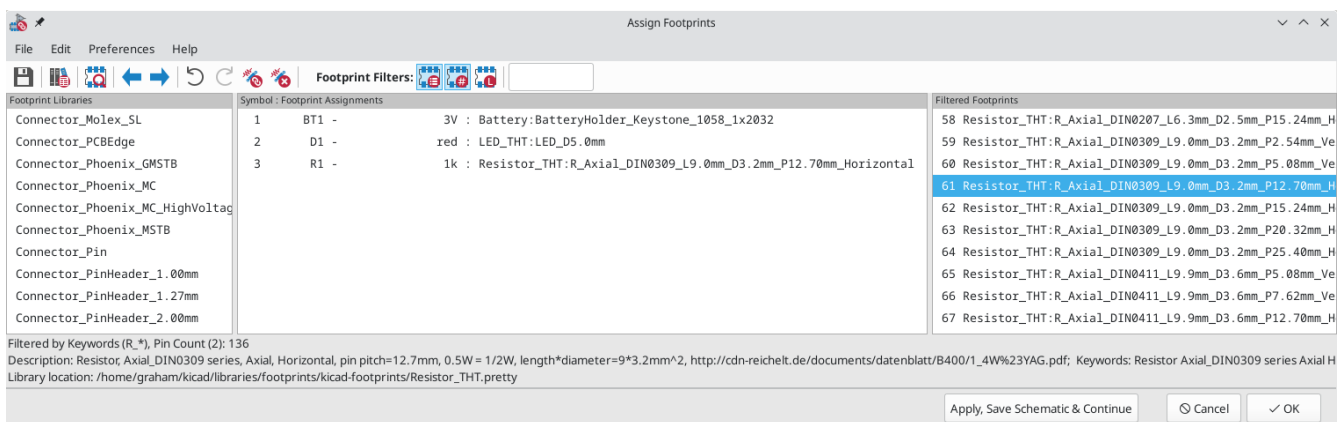 Assign Footprints
File Edit Preferences Help
Footprint Filters:
Footprint Libraries
Connector_Molex_SL
Connector_PCBEdge
Connector_Phoenix_GMSTB
Connector_Phoenix_MC
Connector_Phoenix_MC_HighVoltag
Connector_Phoenix_MSTB
Connector_Pin
Connector_PinHeader_1.00mm
Connector_PinHeader_1.27mm
Connector_PinHeader_2.00mm
Symbol : Footprint Assignments
1 BT1 - 3V : Battery:BatteryHolder_Keystone_1058_1x2032
2 D1 - red : LED_THT:LED_D5.0mm
3 R1 - 1k : Resistor_THT:R_Axial_DIN0309_L9.0mm_D3.2mm_P12.70mm_Horizontal
Filtered Footprints
58 Resistor_THT:R_Axial_DIN0207_L6.3mm_D2.5mm_P15.24mm_H
59 Resistor_THT:R_Axial_DIN0309_L9.0mm_D3.2mm_P2.54mm_Ve
60 Resistor_THT:R_Axial_DIN0309_L9.0mm_D3.2mm_P5.08mm_Ve
61 Resistor_THT:R_Axial_DIN0309_L9.0mm_D3.2mm_P12.70mm_H
62 Resistor_THT:R_Axial_DIN0309_L9.0mm_D3.2mm_P15.24mm_H
63 Resistor_THT:R_Axial_DIN0309_L9.0mm_D3.2mm_P20.32mm_H
64 Resistor_THT:R_Axial_DIN0309_L9.0mm_D3.2mm_P25.40mm_H
65 Resistor_THT:R_Axial_DIN0411_L9.9mm_D3.6mm_P5.08mm_Ve
66 Resistor_THT:R_Axial_DIN0411_L9.9mm_D3.6mm_P7.62mm_Ve
67 Resistor_THT:R_Axial_DIN0411_L9.9mm_D3.6mm_P12.70mm_H
Filtered by Keywords (R_*), Pin Count (2): 136
Description: Resistor, Axial_DIN0309 series, Axial, Horizontal, pin pitch=12.7mm, 0.5W = 1/2W, length*diameter=9*3.2mm^2, http://cdn-reichelt.de/documents/datenblatt/B400/1_4W%23YAG.pdf; Keywords: Resistor Axial_DIN0309 series Axial H
Library location: /home/graham/kicad/libraries/footprints/kicad-footprints/Resistor_THT.pretty
Apply, Save Schematic & Continue
Cancel
OK